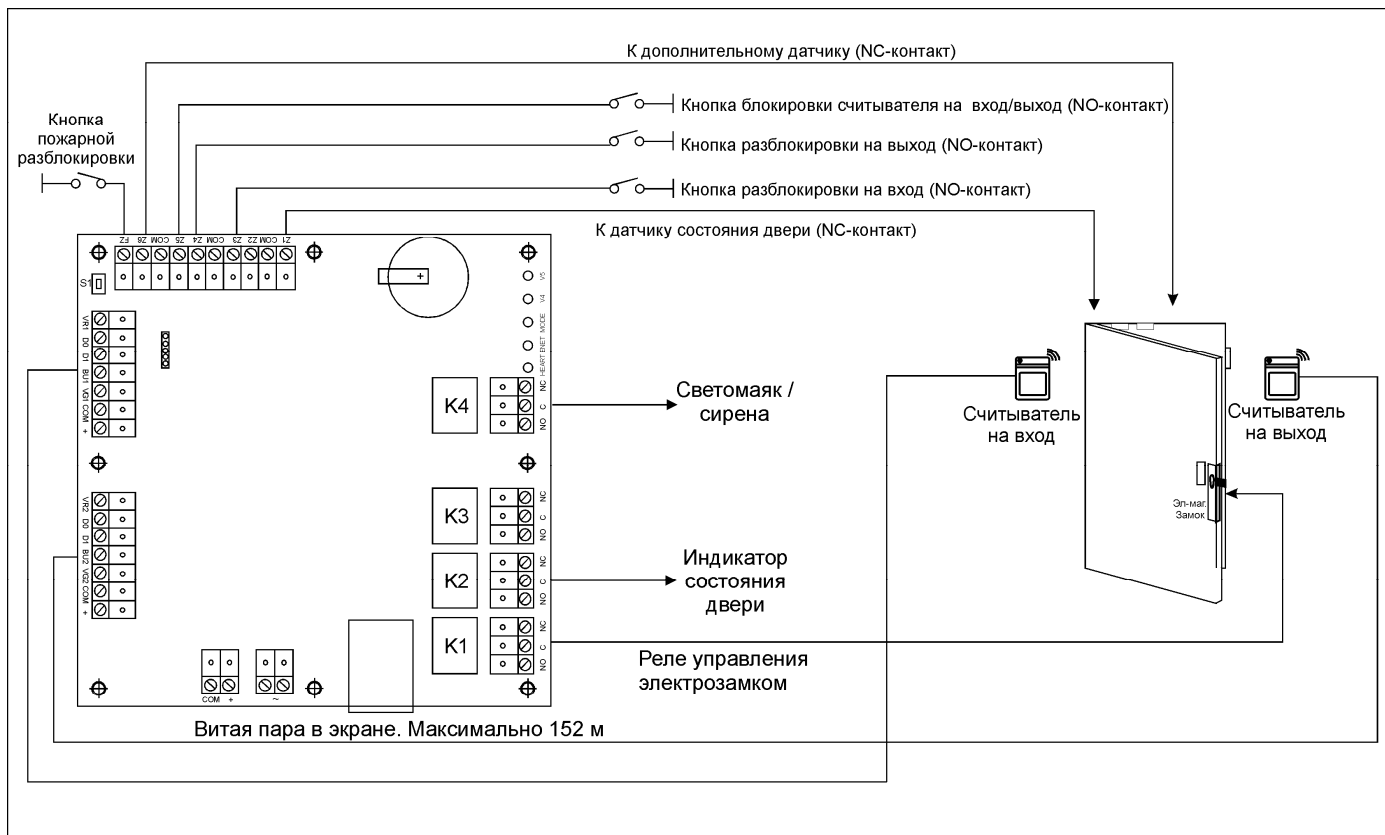 К дополнительному датчику (NC-контакт)
Кнопка блокировки считывателя на вход/выход (NO-контакт)
Кнопка
пожарной
разблокировки
Кнопка разблокировки на выход (NO-контакт)
Кнопка разблокировки на вход (NO-контакт)
К датчику состояния двери (NC-контакт)
FZ Z6 COM Z5 Z4 COM Z3 Z2 COM Z1
S1
+
V5
V4
MODE
ENET
HEART
VR1
D0
D1
BU1
VG1
COM
+
K4
NC
C
NO
Светомаяк /
сирена
Считыватель
на вход
Считыватель
на выход
Эл-маг.
Замок
VR2
D0
D1
BU2
VG2
COM
+
K3
NC
C
NO
K2
NC
C
NO
Индикатор
состояния
двери
K1
NC
C
NO
Реле управления
электрозамком
COM + ~
Витая пара в экране. Максимально 152 м